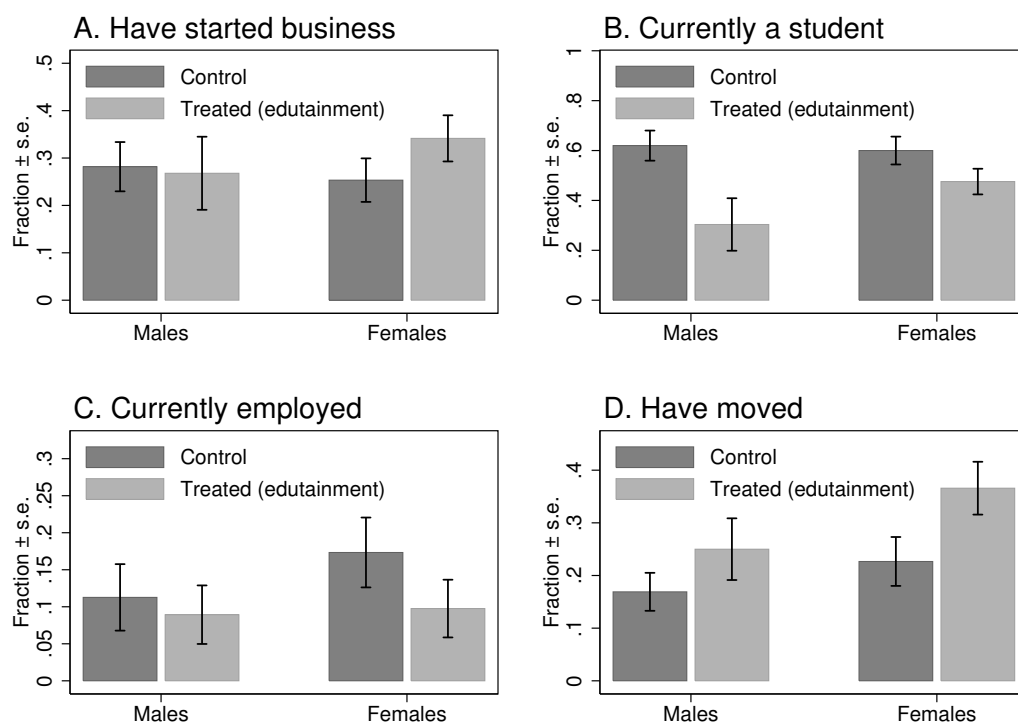 A. Have started business
Fraction ± s.e.
0 .1 .2 .3 .4 .5
Control
Treated (edutainment)
Males Females
B. Currently a student
Fraction ± s.e.
0 .2 .4 .6 .8 1
Control
Treated (edutainment)
Males Females
C. Currently employed
Fraction ± s.e.
0 .05 .1 .15 .2 .25 .3
Control
Treated (edutainment)
Males Females
D. Have moved
Fraction ± s.e.
0 .1 .2 .3 .4
Control
Treated (edutainment)
Males Females